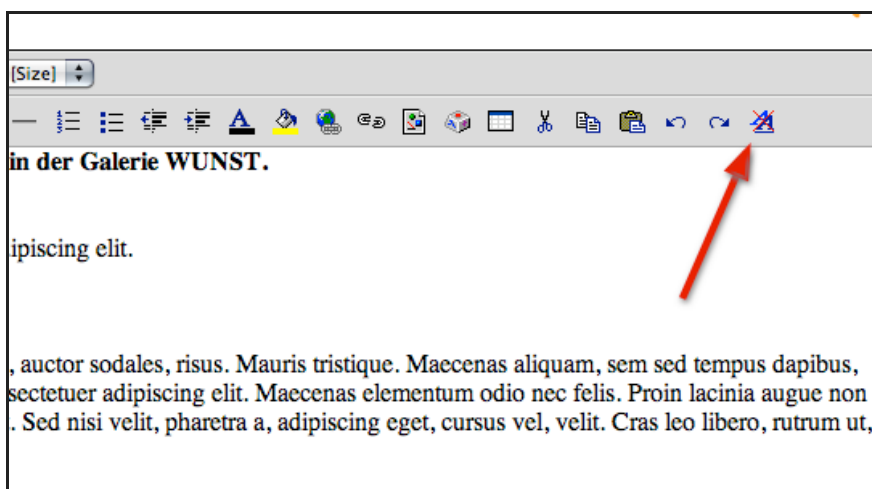 [Size]
in der Galerie WUNST.
ipiscing elit.
, auctor sodales, risus. Mauris tristique. Maecenas aliquam, sem sed tempus dapibus,
sectetuer adipiscing elit. Maecenas elementum odio nec felis. Proin lacinia augue non
. Sed nisi velit, pharetra a, adipiscing eget, cursus vel, velit. Cras leo libero, rutrum ut,